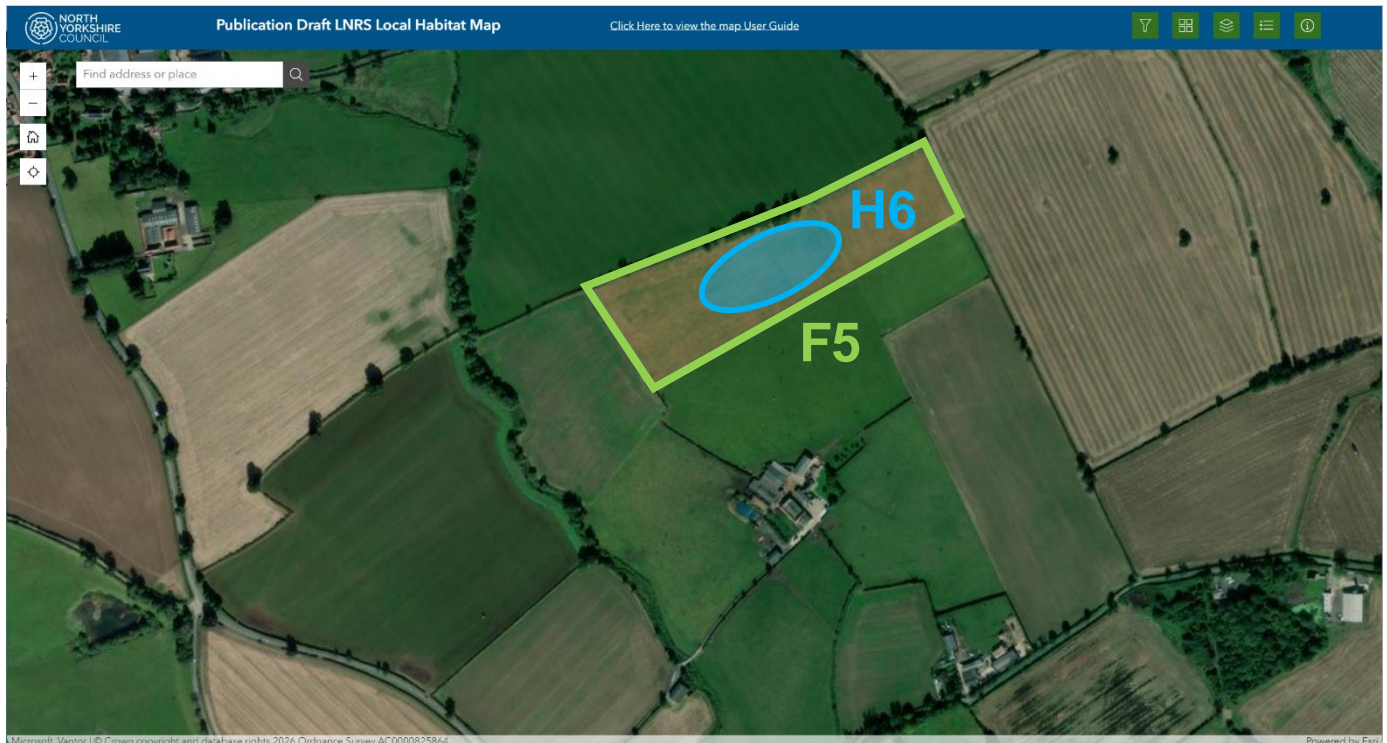 NORTH
YORKSHIRE
COUNCIL
Publication Draft LNRS Local Habitat Map
Click Here to view the map User Guide
Find address or place
H6
F5
Microsoft, Vantor | © Crown copyright and database rights 2026 Ordnance Survey AC0000825864
Powered by Esri